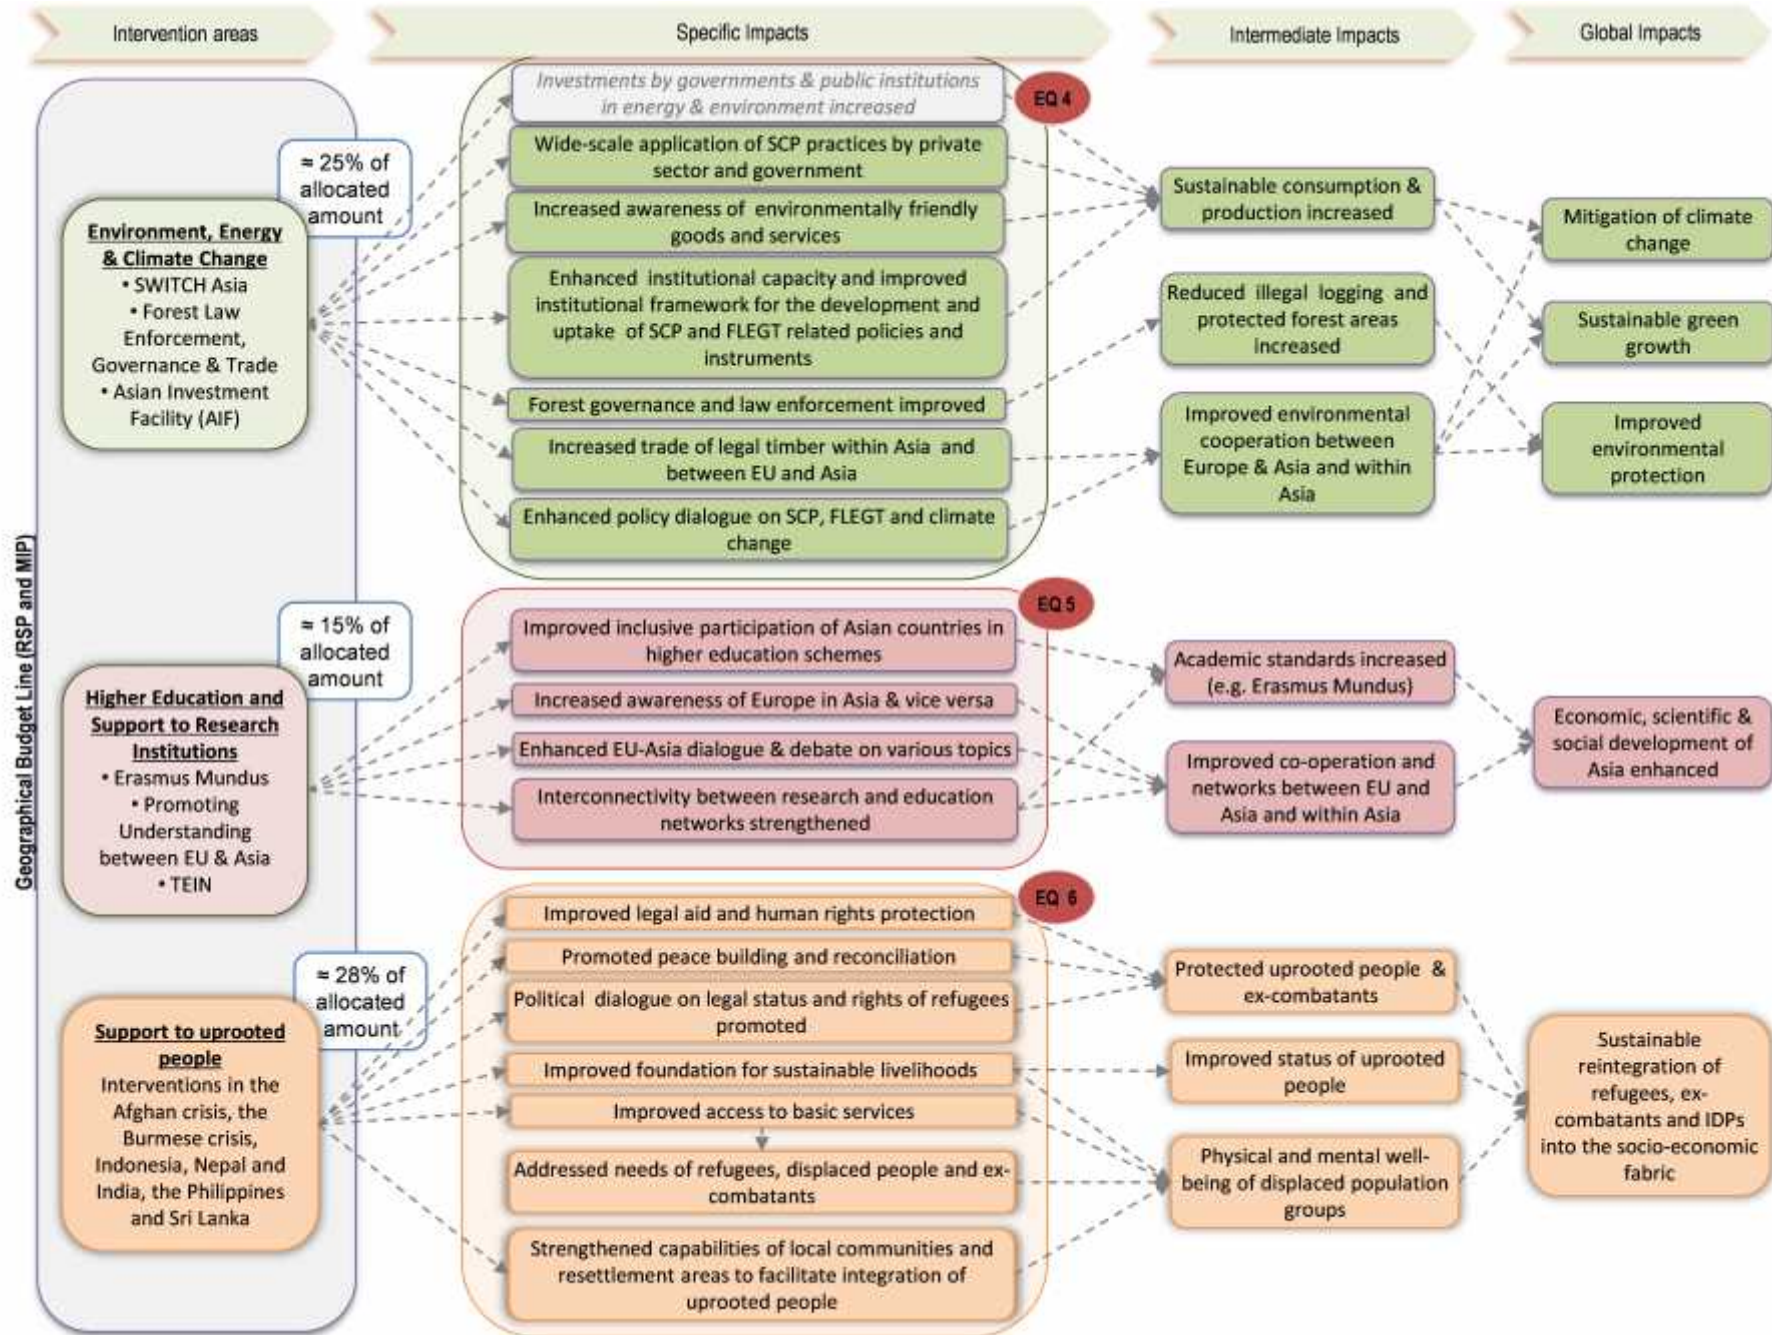 Intervention areas
Specific Impacts
Intermediate Impacts
Global Impacts
Geographical Budget Line (RSP and MIP)
≈ 25% of
allocated
amount
Environment, Energy
& Climate Change
• SWITCH Asia
• Forest Law
Enforcement,
Governance & Trade
• Asian Investment
Facility (AIF)
EQ 4
Investments by governments & public institutions
in energy & environment increased
Wide-scale application of SCP practices by private
sector and government
Increased awareness of environmentally friendly
goods and services
Enhanced institutional capacity and improved
institutional framework for the development and
uptake of SCP and FLEGT related policies and
instruments
Forest governance and law enforcement improved
Increased trade of legal timber within Asia and
between EU and Asia
Enhanced policy dialogue on SCP, FLEGT and climate
change
Sustainable consumption &
production increased
Reduced illegal logging and
protected forest areas
increased
Improved environmental
cooperation between
Europe & Asia and within
Asia
Mitigation of climate
change
Sustainable green
growth
Improved
environmental
protection
≈ 15% of
allocated
amount
Higher Education and
Support to Research
Institutions
• Erasmus Mundus
• Promoting
Understanding
between EU & Asia
• TEIN
EQ 5
Improved inclusive participation of Asian countries in
higher education schemes
Increased awareness of Europe in Asia & vice versa
Enhanced EU-Asia dialogue & debate on various topics
Interconnectivity between research and education
networks strengthened
Academic standards increased
(e.g. Erasmus Mundus)
Improved co-operation and
networks between EU and
Asia and within Asia
Economic, scientific &
social development of
Asia enhanced
≈ 28% of
allocated
amount
Support to uprooted
people
Interventions in the
Afghan crisis, the
Burmese crisis,
Indonesia, Nepal and
India, the Philippines
and Sri Lanka
EQ 6
Improved legal aid and human rights protection
Promoted peace building and reconciliation
Political dialogue on legal status and rights of refugees
promoted
Improved foundation for sustainable livelihoods
Improved access to basic services
Addressed needs of refugees, displaced people and ex-
combatants
Strengthened capabilities of local communities and
resettlement areas to facilitate integration of
uprooted people
Protected uprooted people &
ex-combatants
Improved status of uprooted
people
Physical and mental well-
being of displaced population
groups
Sustainable
reintegration of
refugees, ex-
combatants and IDPs
into the socio-economic
fabric